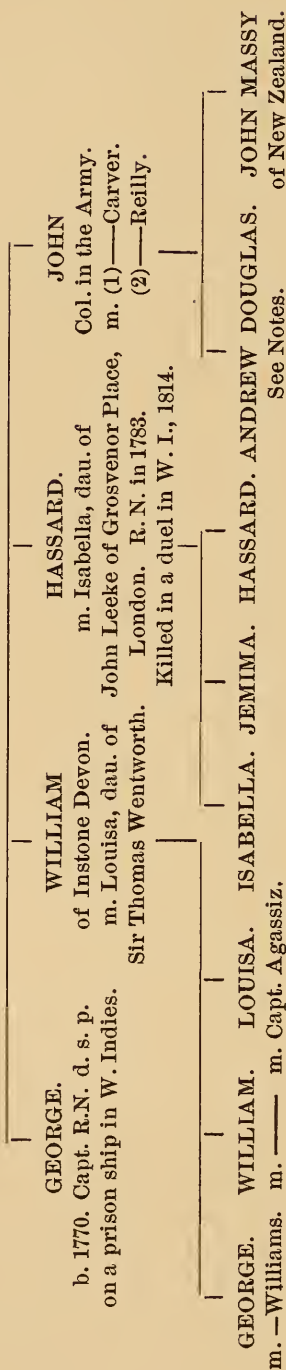 GEORGE.
b. 1770. Capt. R.N. d. s. p.
on a prison ship in W. Indies.
WILLIAM
of Instone Devon.
m. Louisa, dau. of
Sir Thomas Wentworth.
HASSARD.
m. Isabella, dau. of
John Leeke of Grosvenor Place,
London. R. N. in 1783.
Killed in a duel in W. I., 1814.
JOHN
Col. in the Army.
m. (1)—Carver.
(2)—Reilly.
GEORGE. WILLIAM. LOUISA. ISABELLA. JEMIMA. HASSARD. ANDREW DOUGLAS. JOHN MASSY
m. —Williams. m. —— m. Capt. Agassiz. See Notes. of New Zealand.